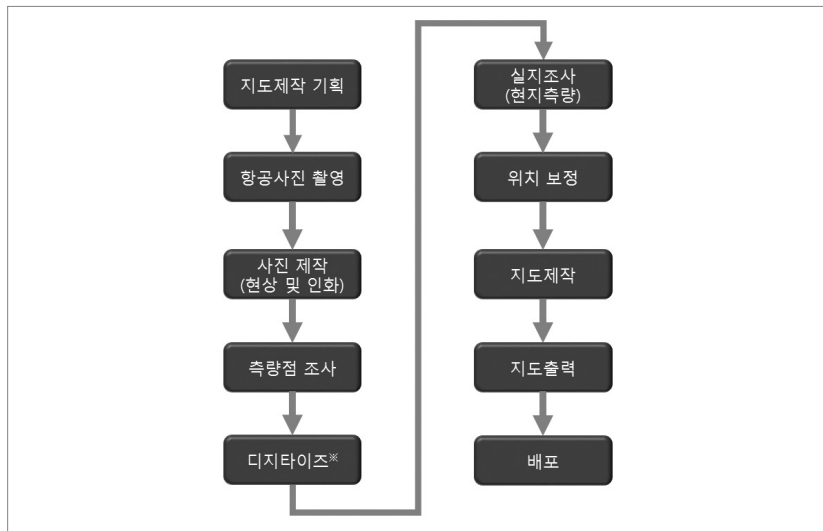 지도제작 기획
항공사진 촬영
사진 제작
(현상 및 인화)
측량점 조사
디지타이즈※
실지조사
(현지측량)
위치 보정
지도제작
지도출력
배포